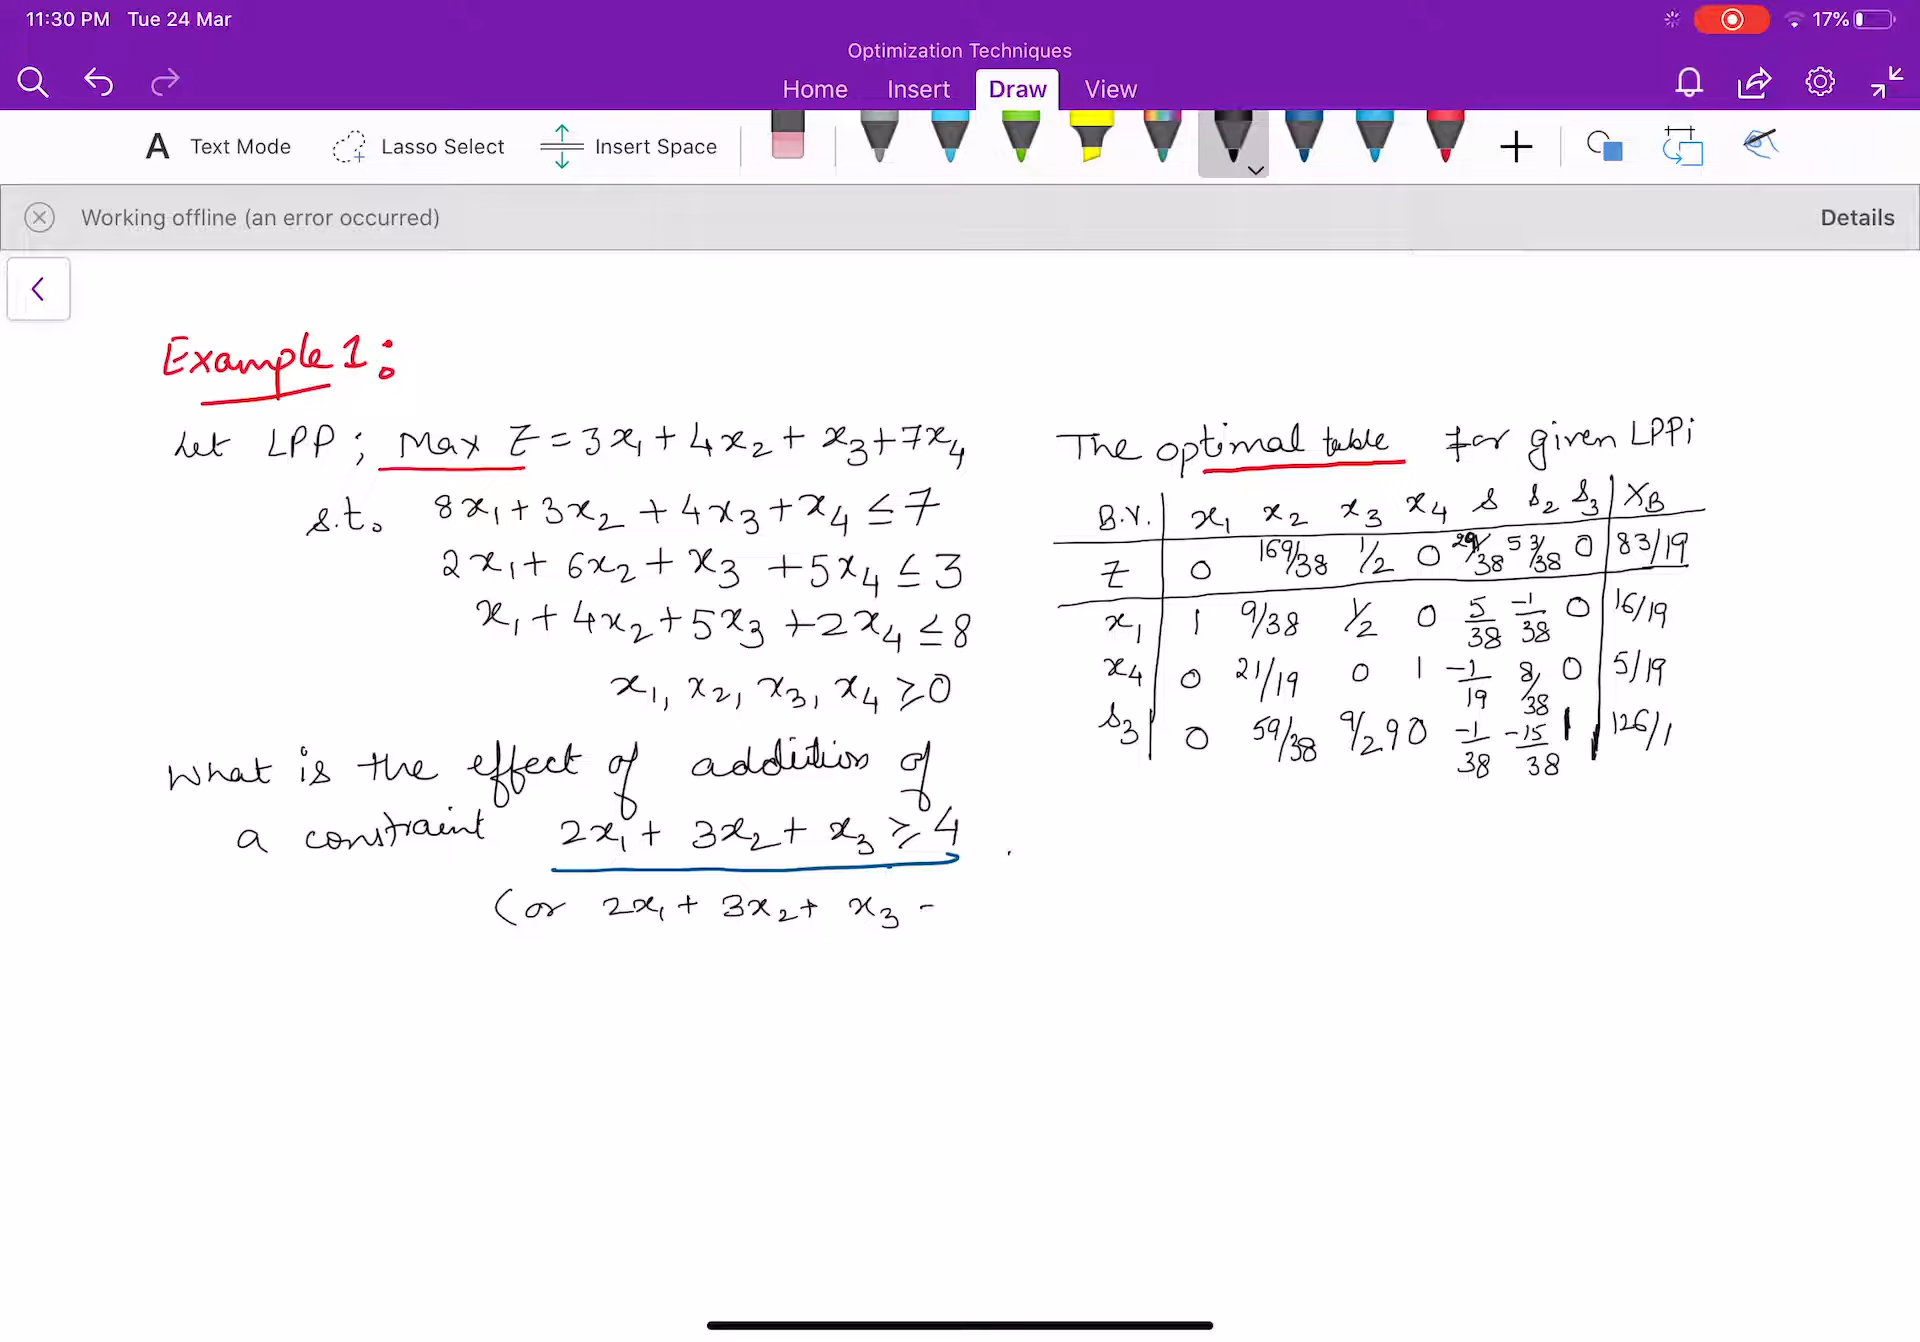 11:30 PM Tue 24 Mar
17%
Optimization Techniques
Home Insert Draw View
A Text Mode Lasso Select Insert Space
Working offline (an error occurred) Details
Example 1:
Let LPP; Max Z = 3x₁ + 4x₂ + x₃ + 7x₄
s.t. 8x₁ + 3x₂ + 4x₃ + x₄ ≤ 7
2x₁ + 6x₂ + x₃ + 5x₄ ≤ 3
x₁ + 4x₂ + 5x₃ + 2x₄ ≤ 8
x₁, x₂, x₃, x₄ ≥ 0
What is the effect of addition of
a constraint 2x₁ + 3x₂ + x₃ ≥ 4
(or 2x₁ + 3x₂ + x₃ -
The optimal table for given LPP;
B.V. x₁ x₂ x₃ x₄ s s₂ s₃ X_B
Z 0 169/38 1/2 0 29/38 53/38 0 83/19
x₁ 1 9/38 1/2 0 5/38 -1/38 0 16/19
x₄ 0 21/19 0 1 -1/19 8/38 0 5/19
s₃ 0 59/38 9/2 9 0 -1/38 -15/38 1 126/1